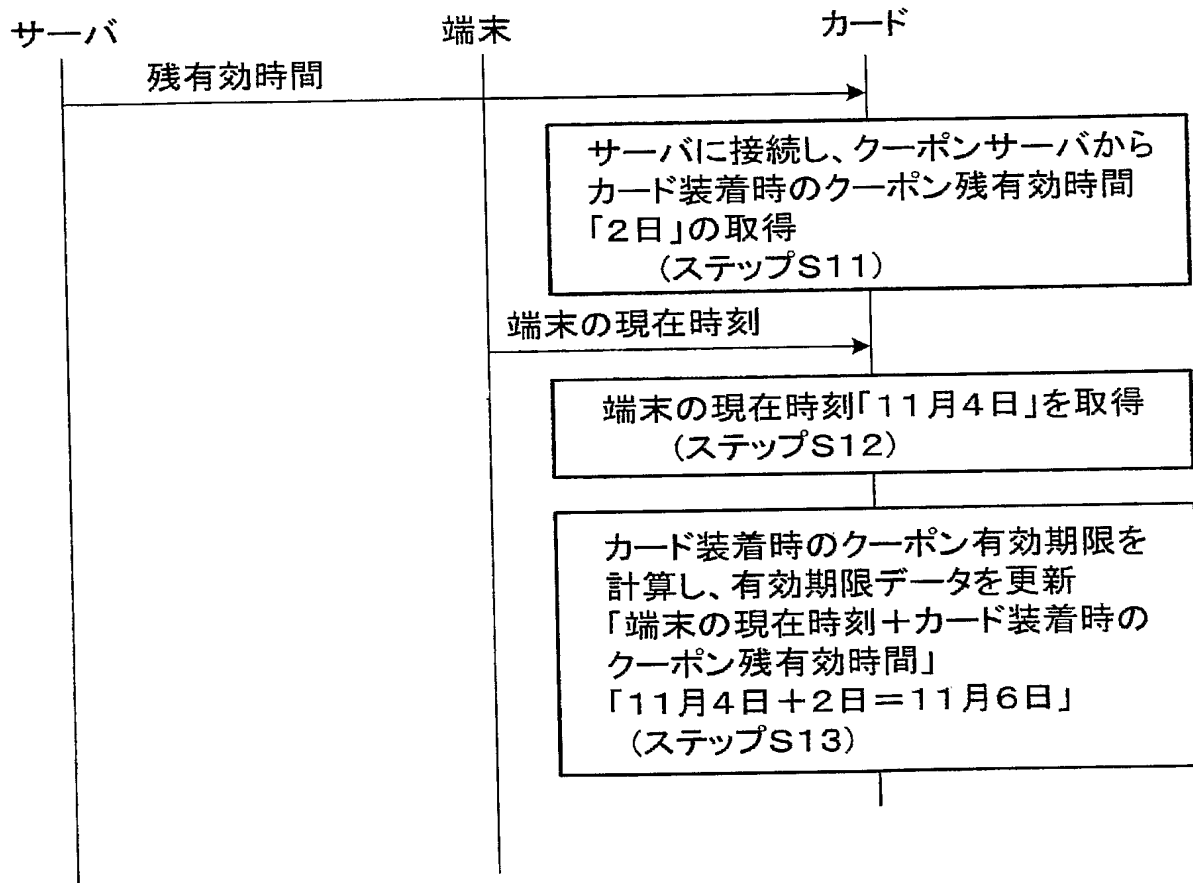 サーバ
端末
カード
残有効時間
サーバに接続し、クーポンサーバから
カード装着時のクーポン残有効時間
「2日」の取得
(ステップS11)
端末の現在時刻
端末の現在時刻「11月4日」を取得
(ステップS12)
カード装着時のクーポン有効期限を
計算し、有効期限データを更新
「端末の現在時刻+カード装着時の
クーポン残有効時間」
「11月4日+2日=11月6日」
(ステップS13)